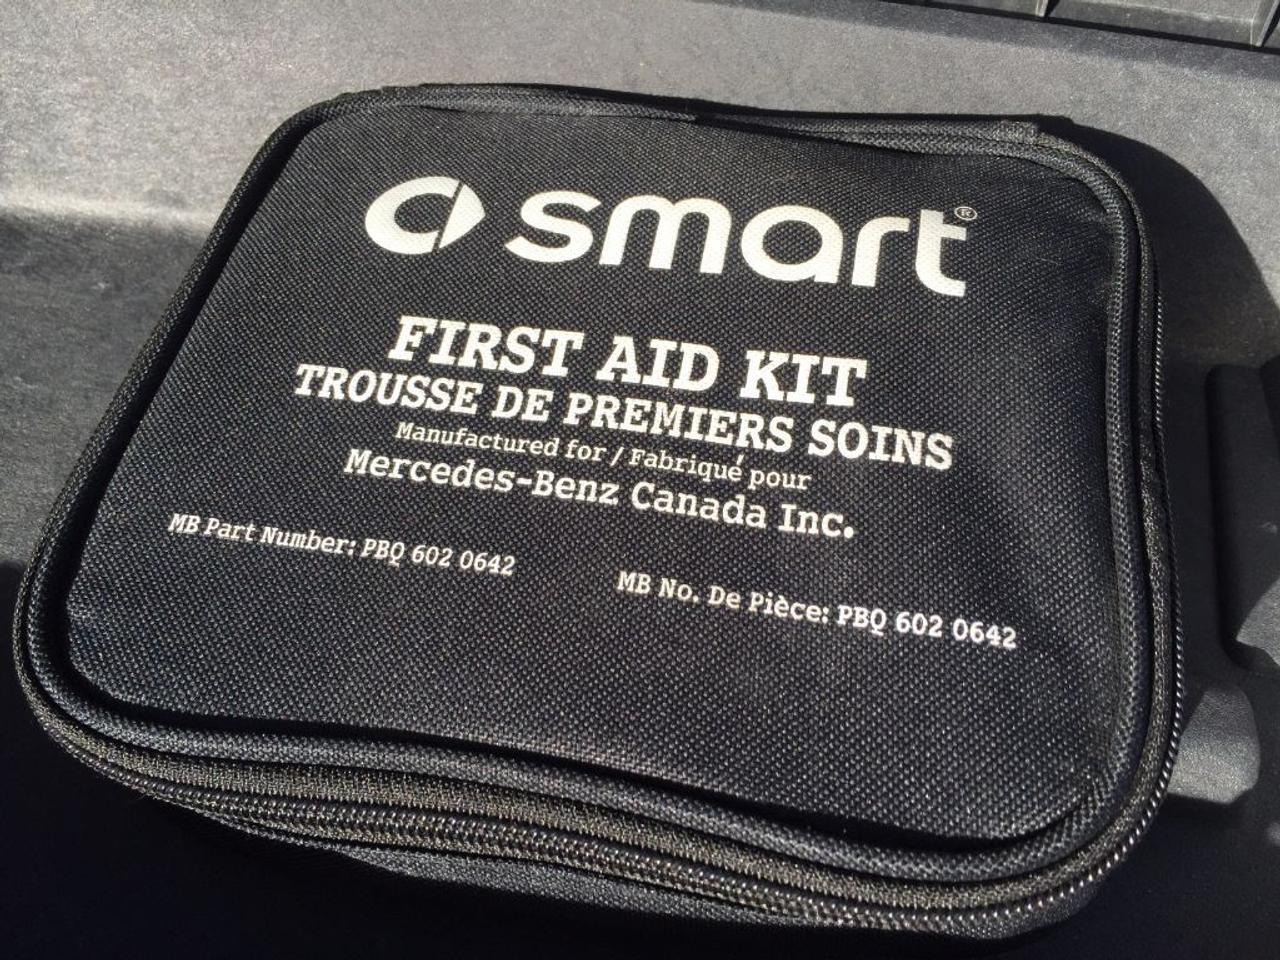 smart®
FIRST AID KIT
TROUSSE DE PREMIERS SOINS
Manufactured for / Fabriqué pour
Mercedes-Benz Canada Inc.
MB Part Number: PBQ 602 0642
MB No. De Pièce: PBQ 602 0642